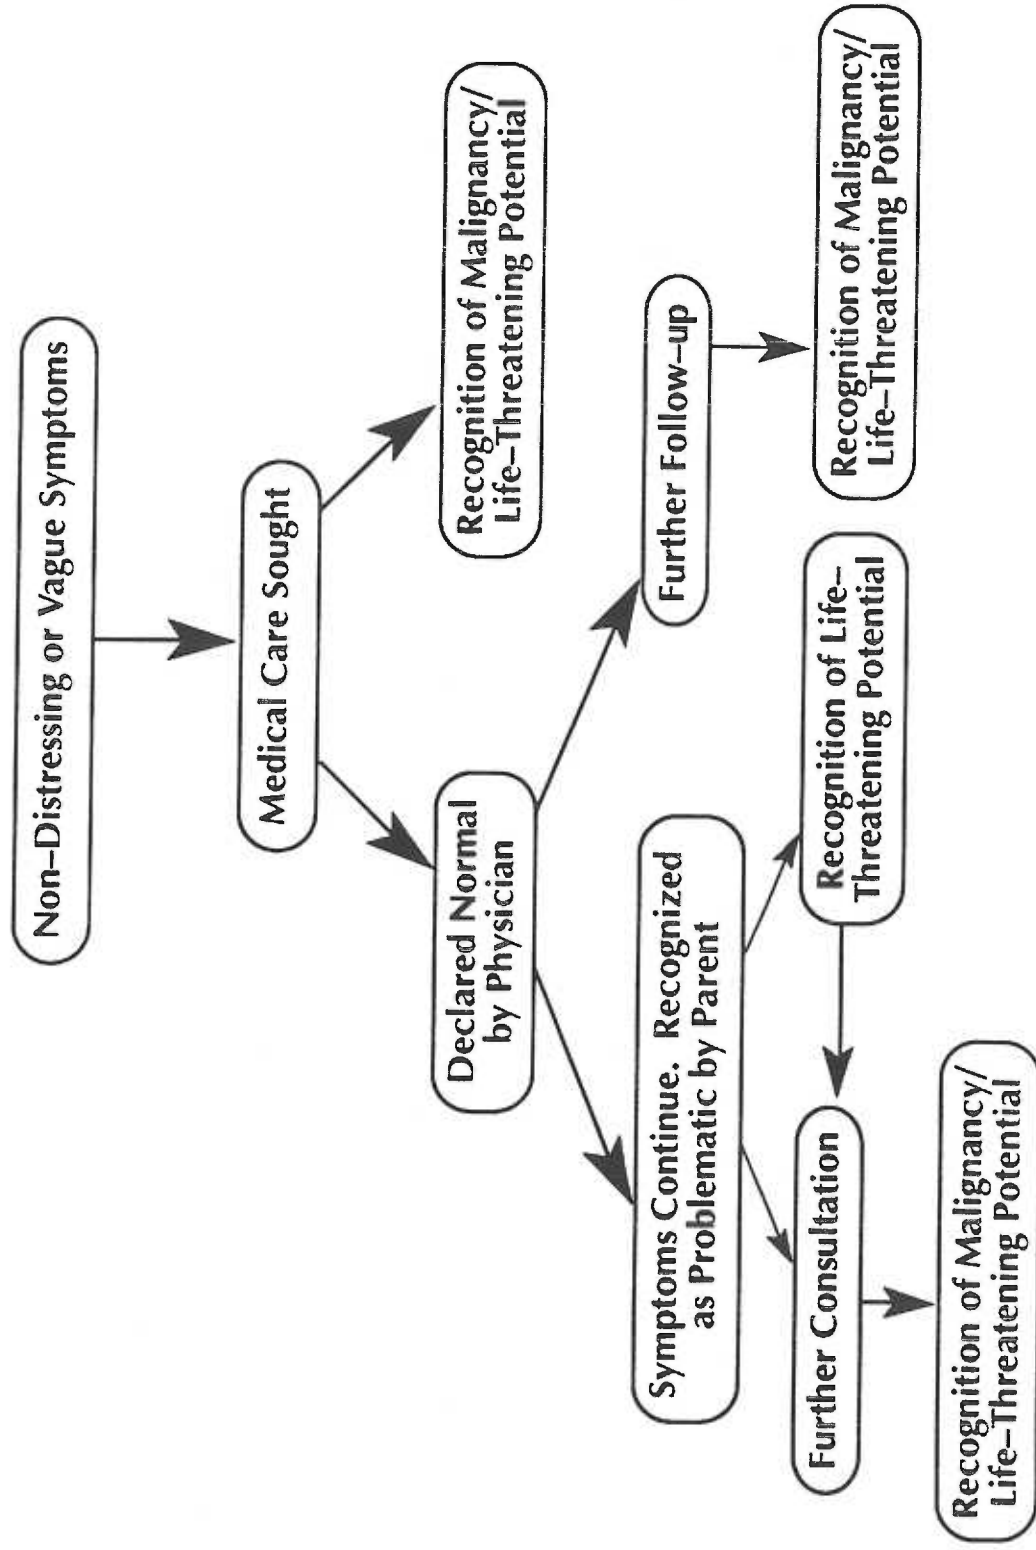 Non–Distressing or Vague Symptoms
Medical Care Sought
Declared Normal
by Physician
Recognition of Malignancy/
Life–Threatening Potential
Symptoms Continue. Recognized
as Problematic by Parent
Further Follow–up
Further Consultation
Recognition of Life–
Threatening Potential
Recognition of Malignancy/
Life–Threatening Potential
Recognition of Malignancy/
Life–Threatening Potential